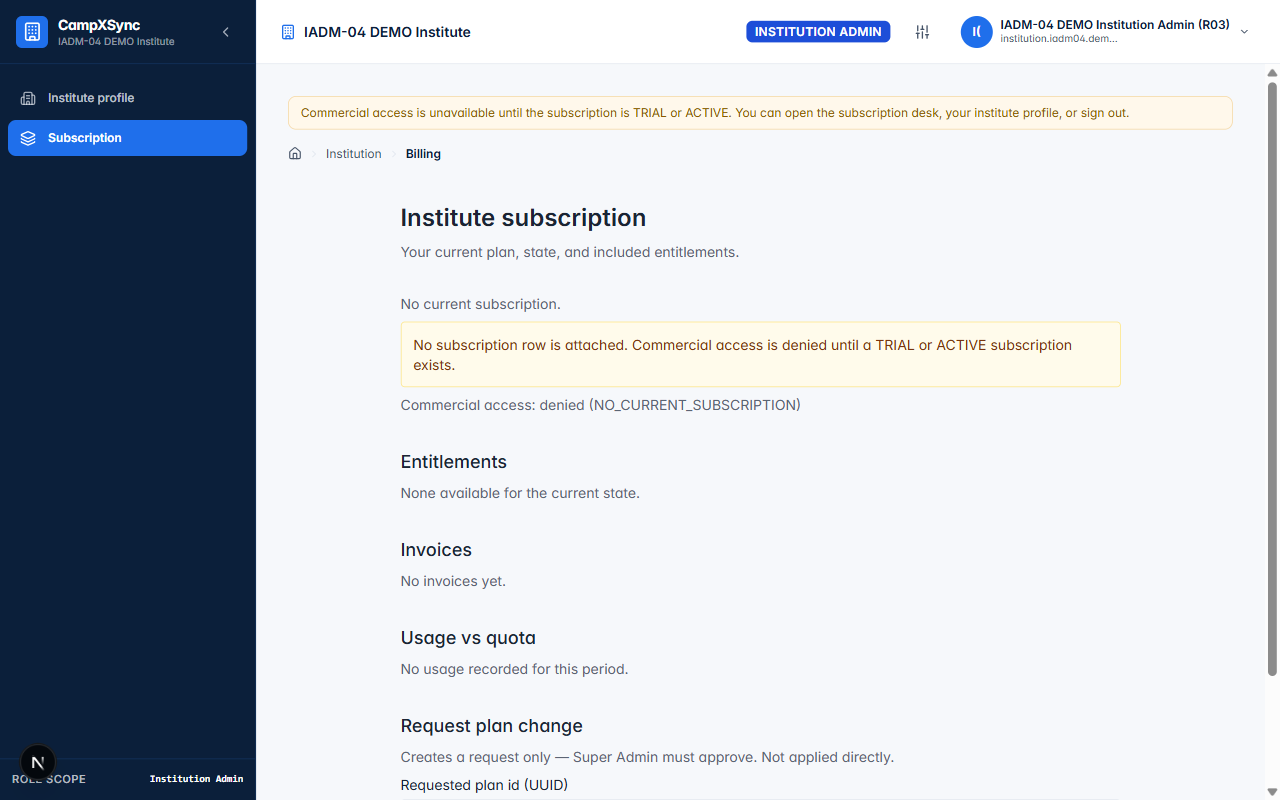 CampXSync
IADM-04 DEMO Institute
Institute profile
Subscription
N
ROLE SCOPE
Institution Admin
IADM-04 DEMO Institute
INSTITUTION ADMIN
I(
IADM-04 DEMO Institution Admin (R03)
institution.iadm04.dem...
Commercial access is unavailable until the subscription is TRIAL or ACTIVE. You can open the subscription desk, your institute profile, or sign out.
Institution
Billing
Institute subscription
Your current plan, state, and included entitlements.
No current subscription.
No subscription row is attached. Commercial access is denied until a TRIAL or ACTIVE subscription
exists.
Commercial access: denied (NO_CURRENT_SUBSCRIPTION)
Entitlements
None available for the current state.
Invoices
No invoices yet.
Usage vs quota
No usage recorded for this period.
Request plan change
Creates a request only — Super Admin must approve. Not applied directly.
Requested plan id (UUID)